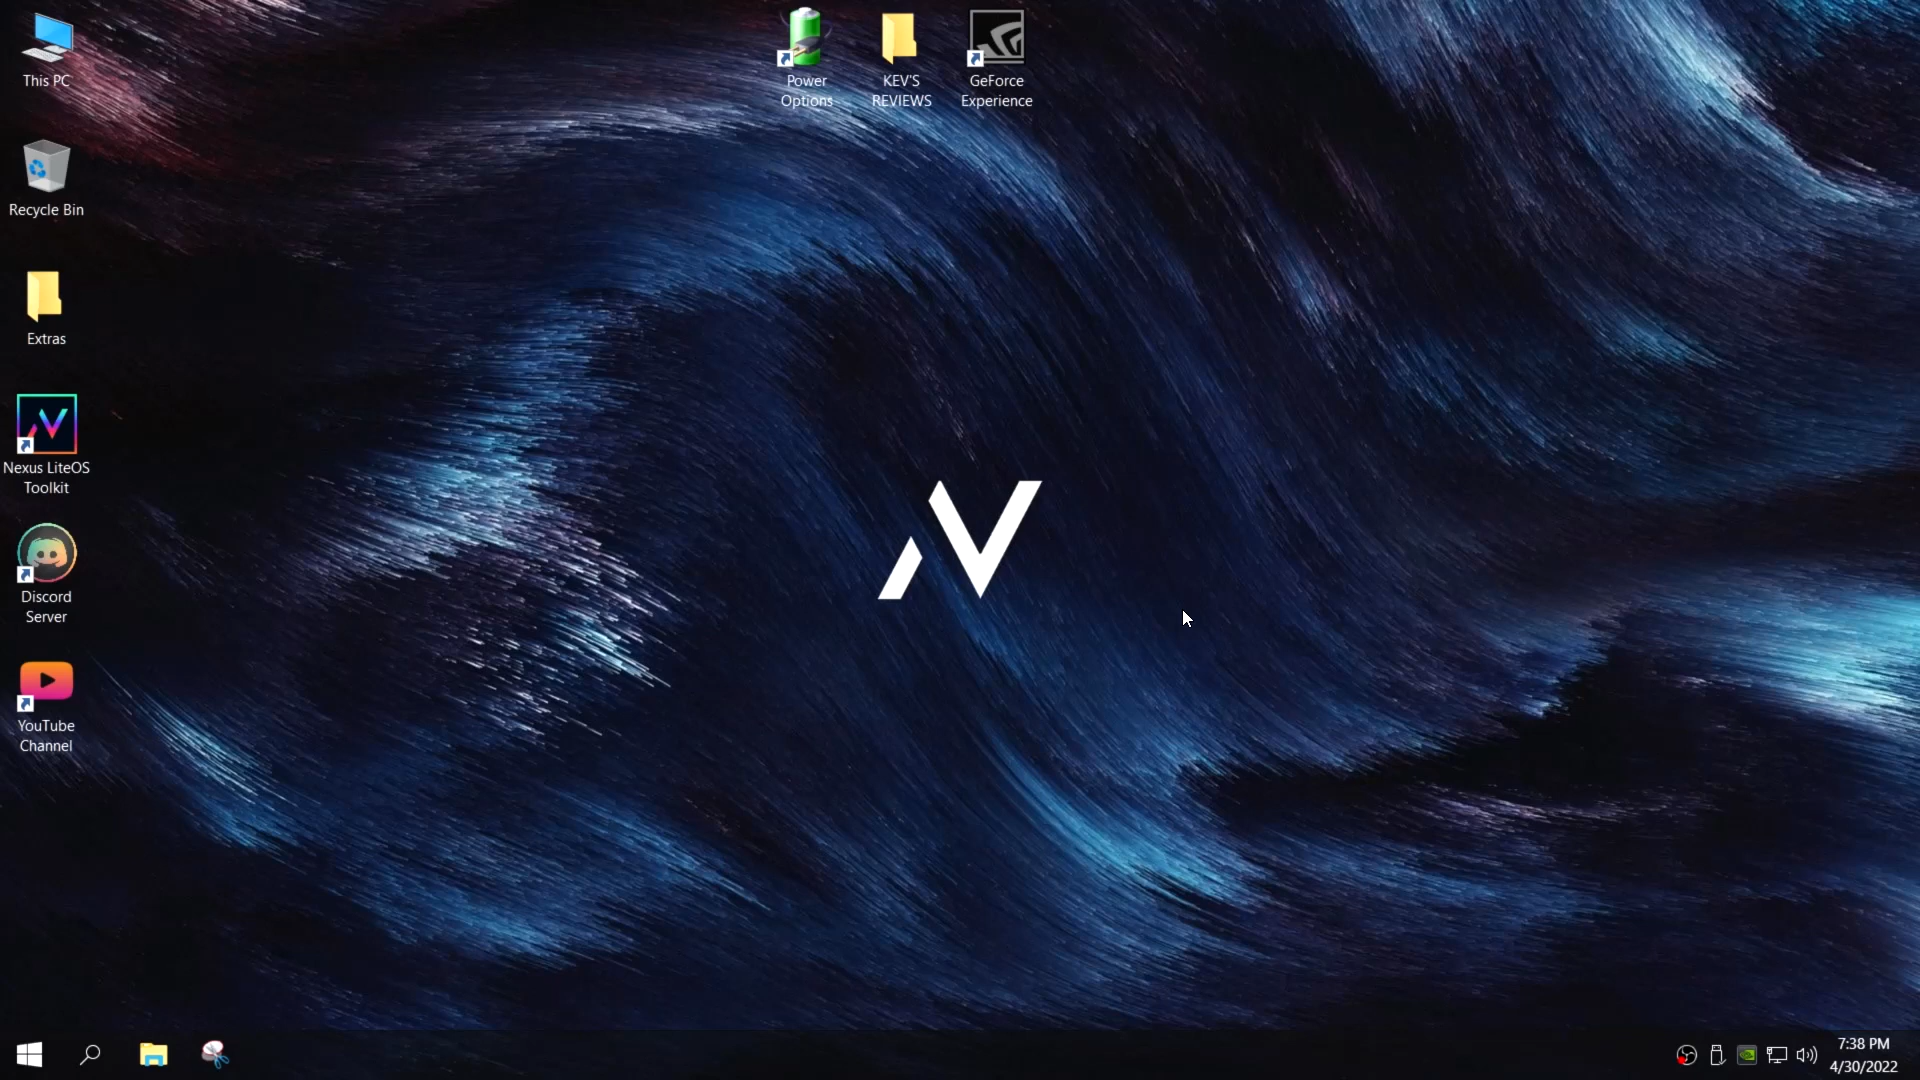 This PC
Recycle Bin
Extras
Nexus LiteOS
Toolkit
Discord
Server
YouTube
Channel
Power
Options
KEV'S
REVIEWS
GeForce
Experience
7:38 PM
4/30/2022